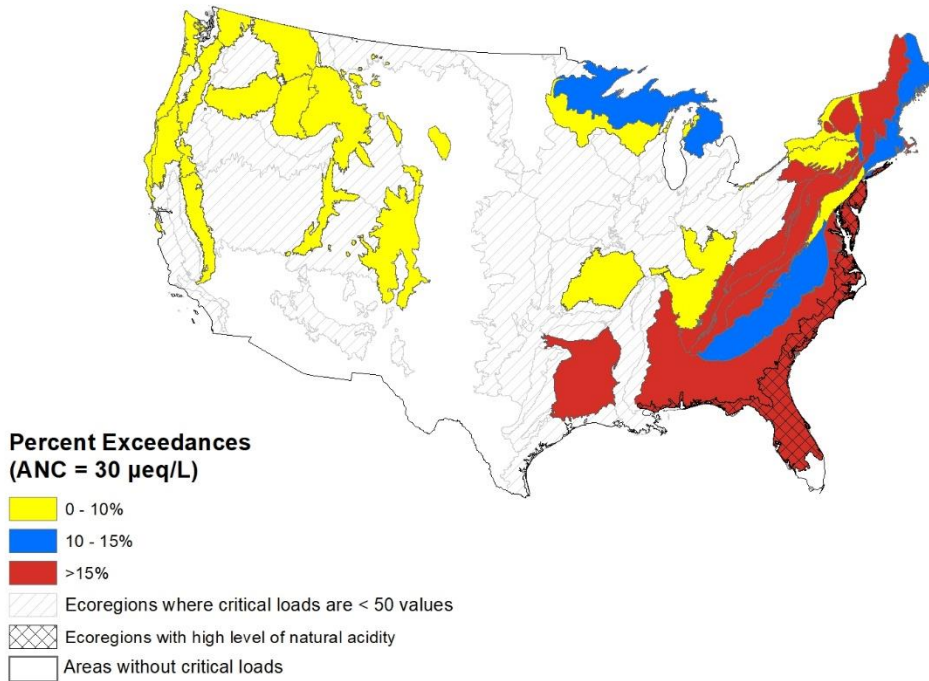 Percent Exceedances
(ANC = 30 µeq/L)
0 - 10%
10 - 15%
>15%
Ecoregions where critical loads are < 50 values
Ecoregions with high level of natural acidity
Areas without critical loads